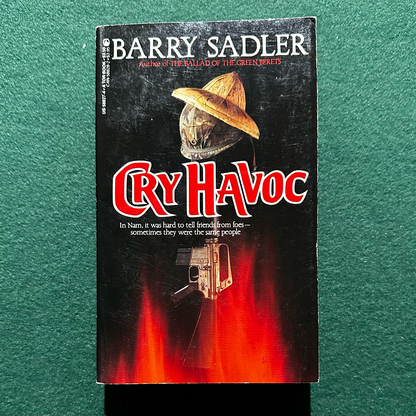 BARRY SADLER
Author of THE BALLAD OF THE GREEN BERETS
CRY HAVOC
In Nam, it was hard to tell friends from foes—
sometimes they were the same people